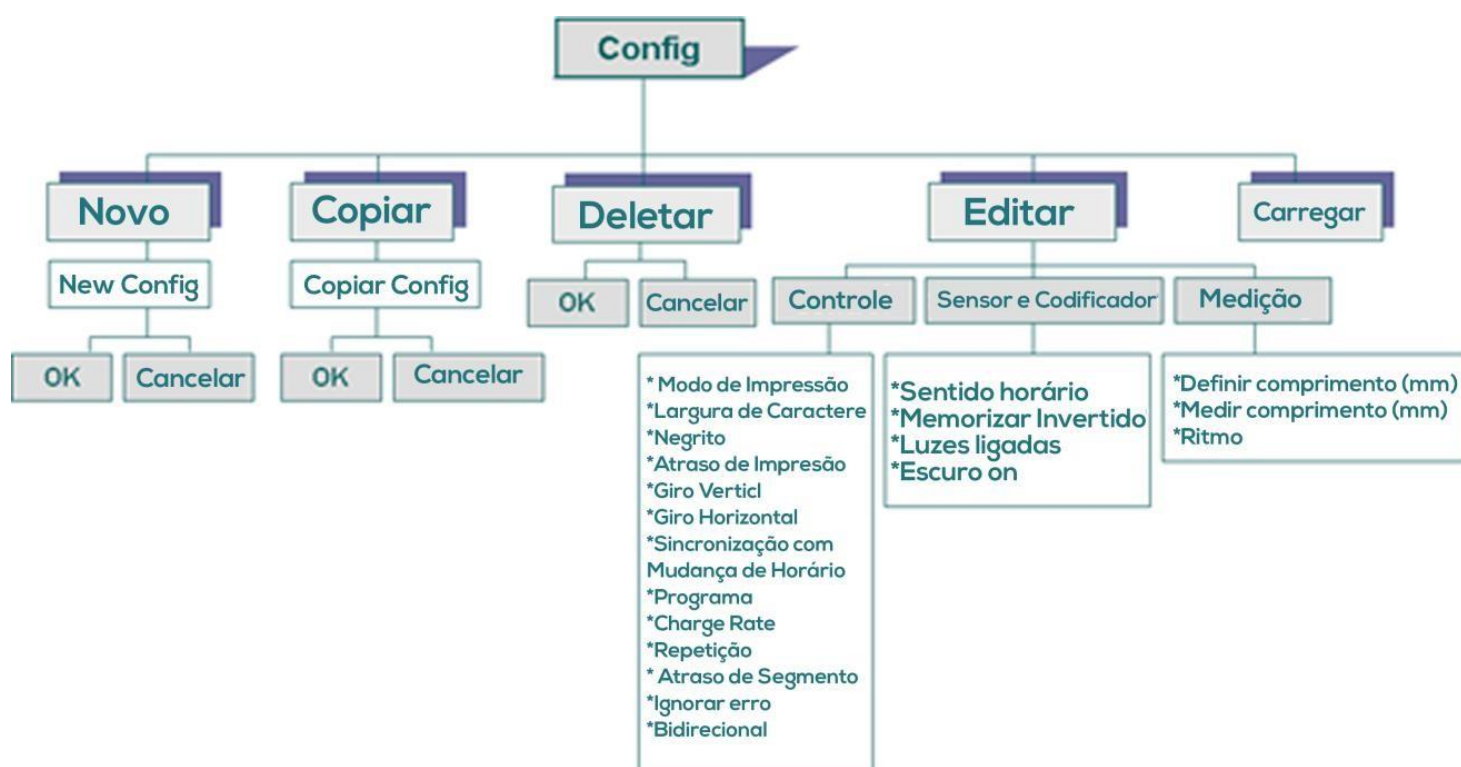 Config
Novo
Copiar
Deletar
Editar
Carregar
New Config
Copiar Config
OK
Cancelar
Controle
Sensor e Codificador
Medição
OK
Cancelar
OK
Cancelar
* Modo de Impressão
*Largura de Caractere
*Negrito
*Atraso de Impresão
*Giro Verticl
*Giro Horizontal
*Sincronização com
Mudança de Horário
*Programa
*Charge Rate
*Repetição
* Atraso de Segmento
*Ignorar erro
*Bidirecional
*Sentido horário
*Memorizar Invertido
*Luzes ligadas
*Escuro on
*Definir comprimento (mm)
*Medir comprimento (mm)
*Ritmo